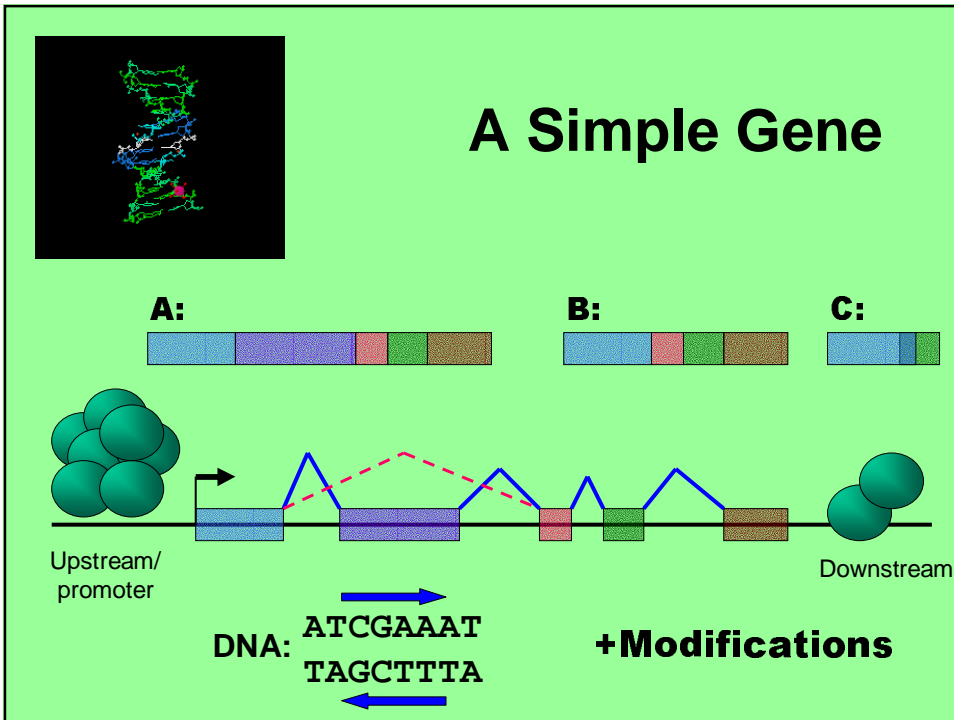 A Simple Gene
A:
B:
C:
Upstream/
promoter
Downstream
DNA:
ATCGAAAT
TAGCTTTA
+Modifications